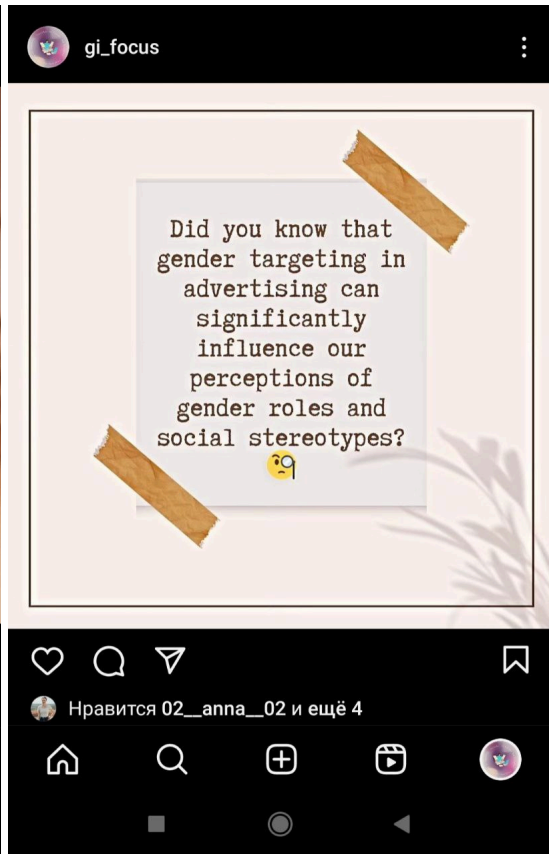 gi_focus
Did you know that
gender targeting in
advertising can
significantly
influence our
perceptions of
gender roles and
social stereotypes?
Нравится 02__anna__02 и ещё 4